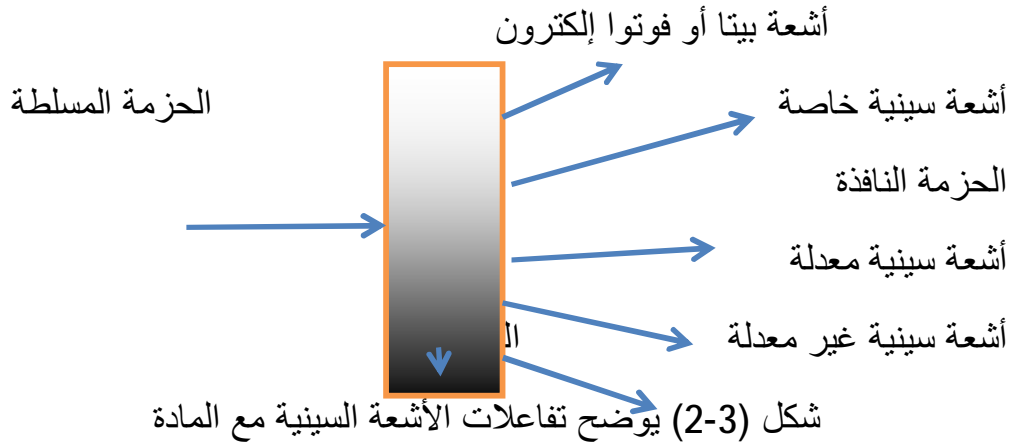 أشعة بيتا أو فوتوا إلكترون
أشعة سينية خاصة
الحزمة المسلطة
الحزمة النافذة
أشعة سينية معدلة
أشعة سينية غير معدلة
شكل (3-2) يوضح تفاعلات الأشعة السينية مع المادة